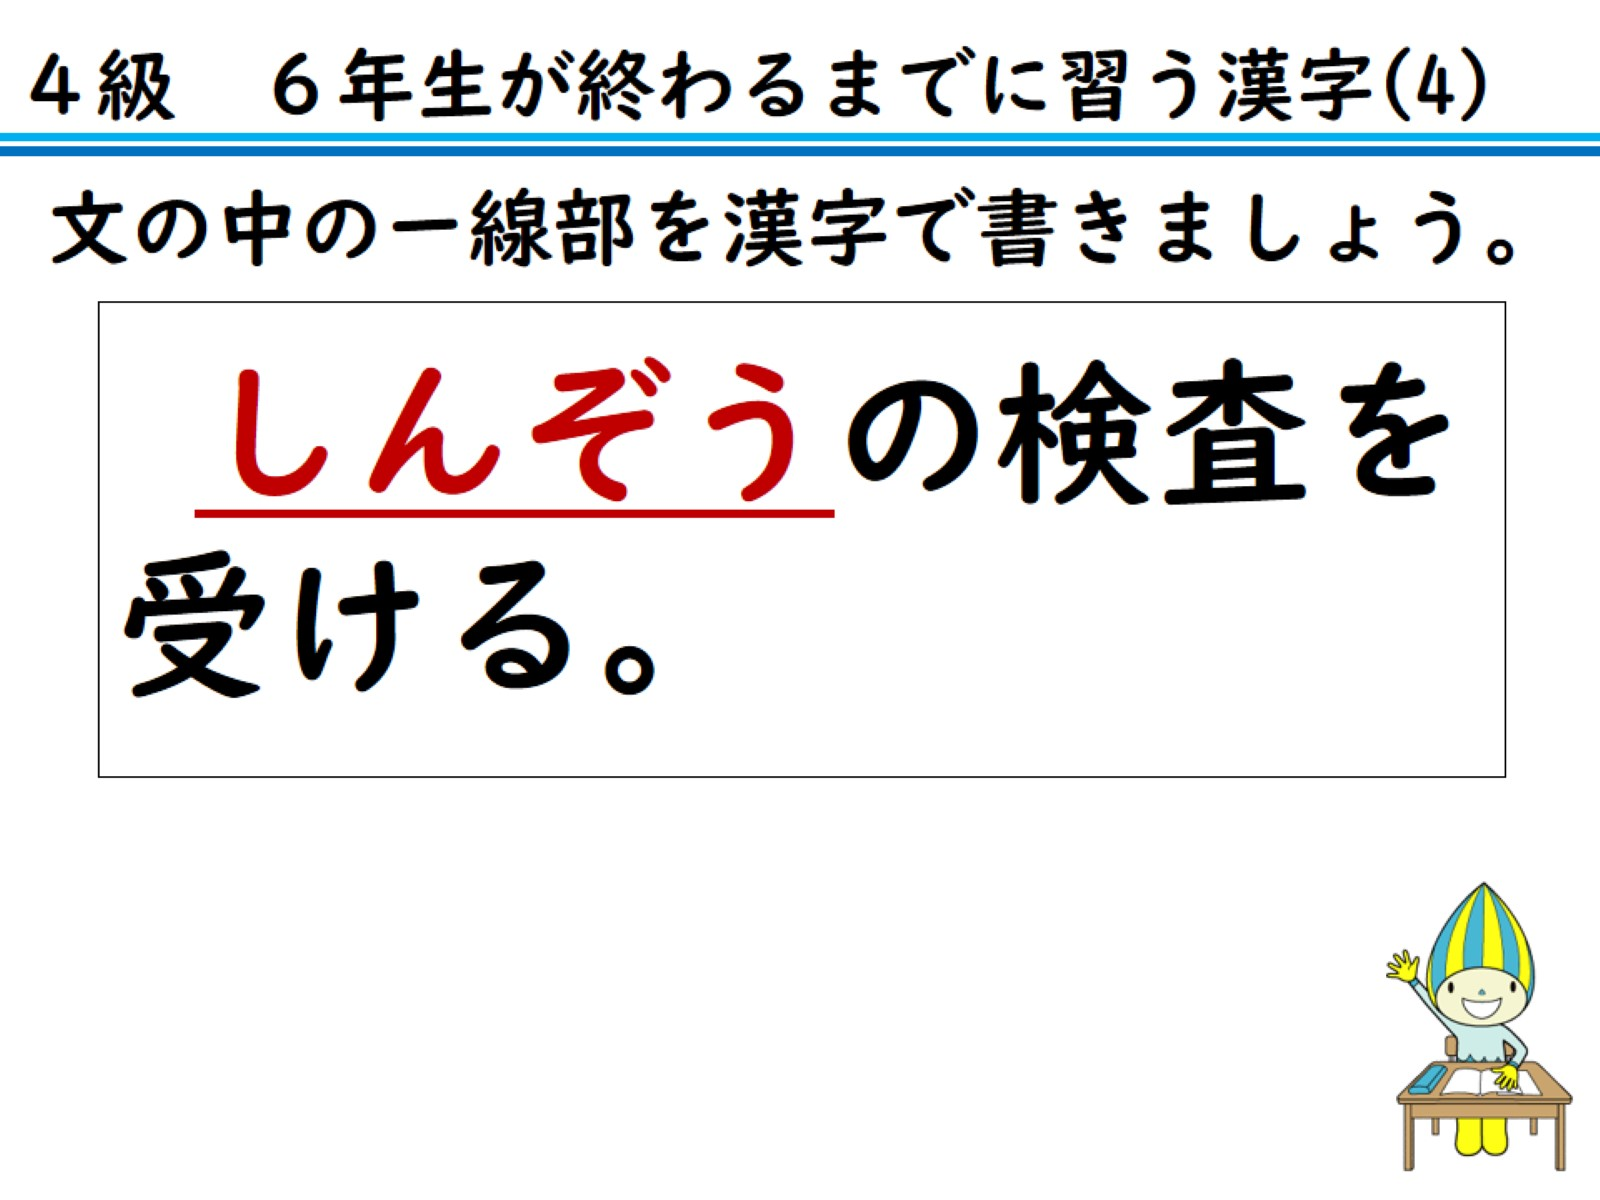 ４級　６年生が終わるまでに習う漢字(4)
文の中の―線部を漢字で書きましょう。
しんぞうの検査を
受ける。